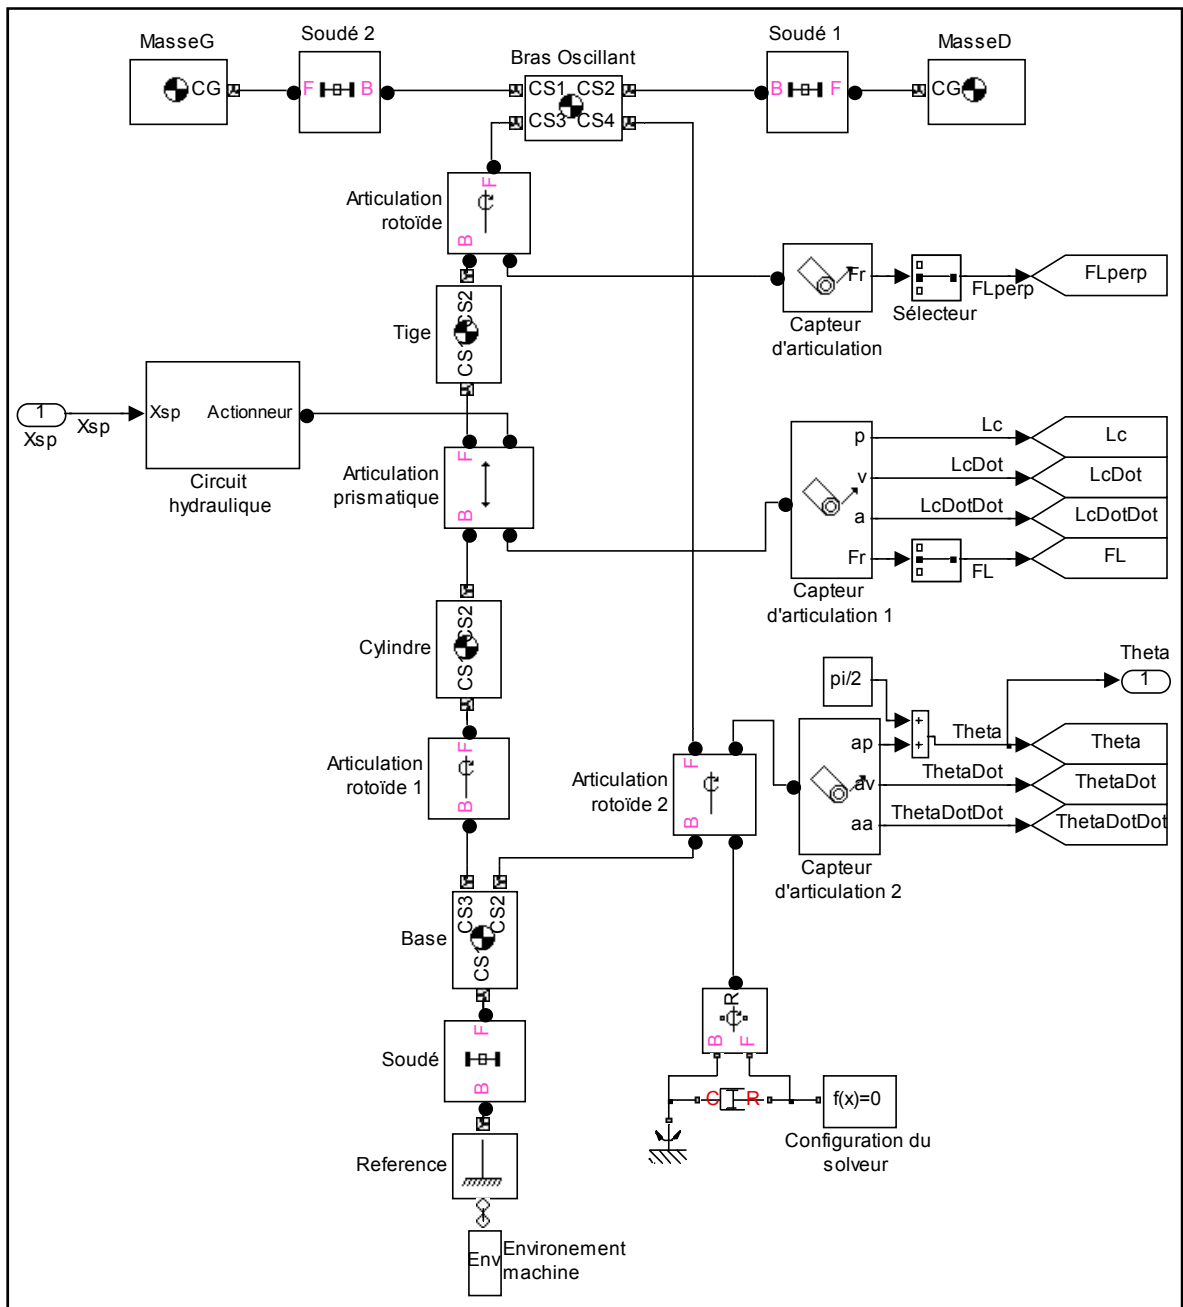 MasseG
Soudé 2
Bras Oscillant
Soudé 1
MasseD
CG
F
B
CS1
CS2
CS3
CS4
B
F
CG
Articulation
rotoïde
F
B
CS2
CS1
Tige
Fr
Capteur
d'articulation
Sélecteur
FLperp
FLperp
1
Xsp
Xsp
Xsp
Actionneur
Circuit
hydraulique
Articulation
prismatique
F
B
p
v
a
Fr
Capteur
d'articulation 1
Lc
LcDot
LcDotDot
FL
Lc
LcDot
LcDotDot
FL
Cylindre
CS2
CS1
Theta
1
pi/2
+
+
ap
av
aa
Capteur
d'articulation 2
Theta
ThetaDot
ThetaDotDot
Theta
ThetaDot
ThetaDotDot
Articulation
rotoïde 1
F
B
Articulation
rotoïde 2
F
B
Base
CS3
CS2
CS1
Soudé
F
B
R
B
F
C
R
f(x)=0
Configuration du
solveur
Reference
Env
Environement
machine